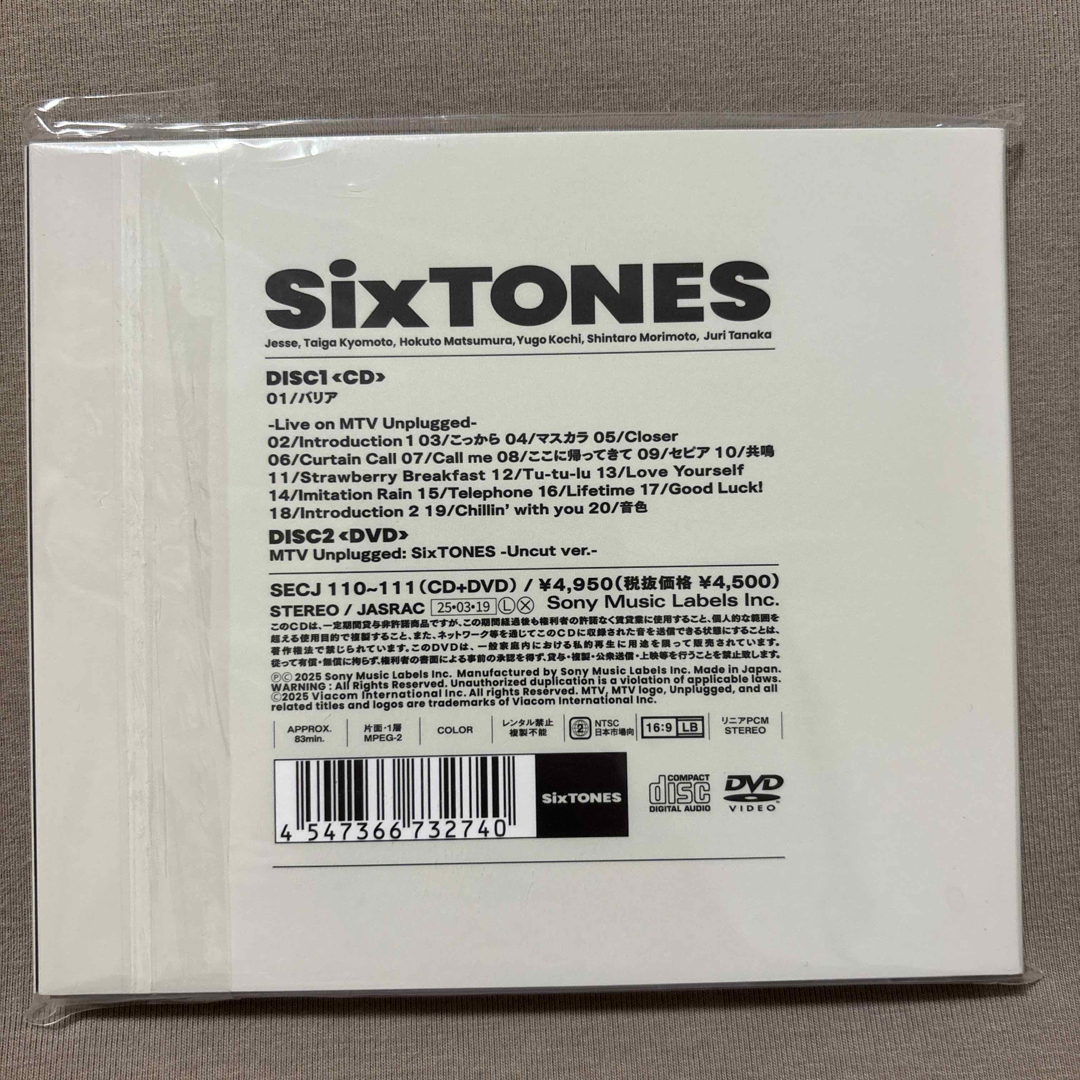 SixTONES
Jesse, Taiga Kyomoto, Hokuto Matsumura, Yugo Kochi, Shintaro Morimoto, Juri Tanaka
DISC1<CD>
01/バリア
-Live on MTV Unplugged-
02/Introduction 1 03/こっから 04/マスカラ 05/Closer
06/Curtain Call 07/Call me 08/ここに帰ってきて 09/セピア 10/共鳴
11/Strawberry Breakfast 12/Tu-tu-lu 13/Love Yourself
14/Imitation Rain 15/Telephone 16/Lifetime 17/Good Luck!
18/Introduction 2 19/Chillin' with you 20/音色
DISC2<DVD>
MTV Unplugged: SixTONES -Uncut ver.-
SECJ 110~111(CD+DVD) / ¥4,950(税抜価格 ¥4,500)
STEREO / JASRAC 25•03•19 Ⓛ Ⓧ Sony Music Labels Inc.
このCDは、一定期間貸与非許諾商品ですが、この期間経過後も権利者の許諾なく賃貸業に使用すること、個人的な範囲を
超える使用目的で複製すること、また、ネットワーク等を通じてこのCDに収録された音を送信できる状態にすることは、
著作権法で禁じられています。このDVDは、一般家庭内における私的再生に用途を限って販売されています。
従って有償・無償に拘らず、権利者の書面による事前の承認を得ず、貸与・複製・公衆送信・上映等を行うことを禁止致します。
ⓅⒸ 2025 Sony Music Labels Inc. Manufactured by Sony Music Labels Inc. Made in Japan.
WARNING : All Rights Reserved. Unauthorized duplication is a violation of applicable laws.
Ⓒ2025 Viacom International Inc. All rights Reserved. MTV, MTV logo, Unplugged, and all
related titles and logos are trademarks of Viacom International Inc.
APPROX. 83min. 片面・1層 MPEG-2 COLOR レンタル禁止 複製不能 2 NTSC 日本市場向 16:9 LB リニアPCM STEREO
SixTONES
COMPACT disc DIGITAL AUDIO
DVD VIDEO
4 547366 732740